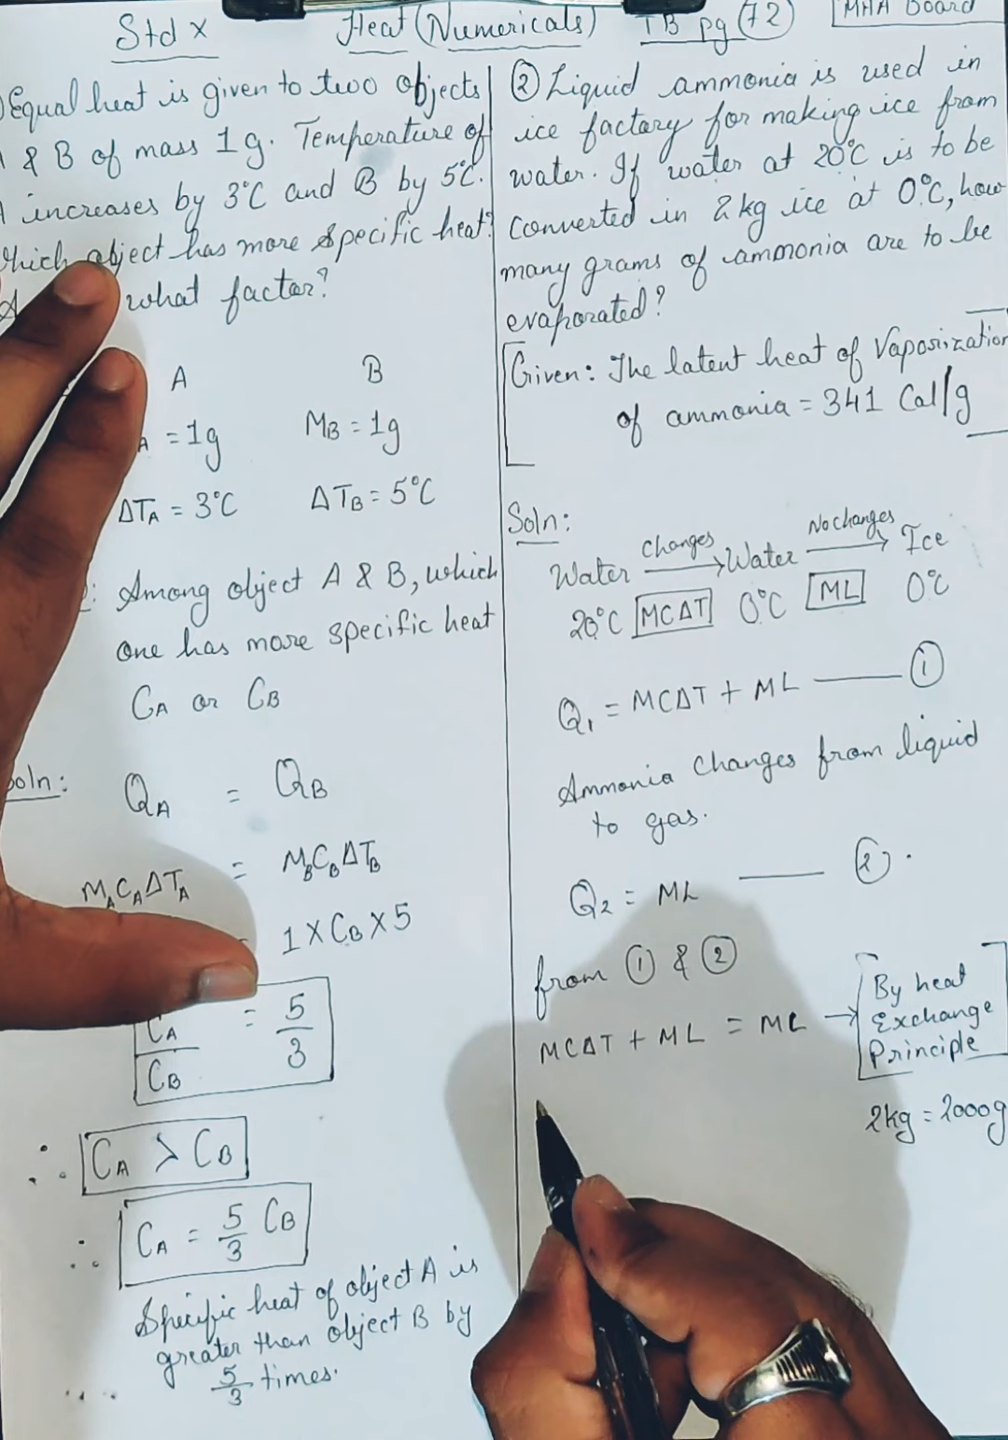 Std X Heat (Numericals) TB pg (72) MHA Board
Equal heat is given to two objects
& B of mass 1g. Temperature of
increases by 3°C and B by 5°C.
which object has more specific heat?
what factor?
A B
= 1g MB = 1g
ΔTA = 3°C ΔTB = 5°C
: Among object A & B, which
one has more specific heat
CA or CB
Soln:
QA = QB
MACAΔTA = MBCBΔTB
1 X CB X 5
CA/CB = 5/3
∴ CA > CB
∴ CA = 5/3 CB
Specific heat of object A is
greater than object B by
5/3 times.
② Liquid ammonia is used in
ice factory for making ice from
water. If water at 20°C is to be
converted in 2 kg ice at 0°C, how
many grams of ammonia are to be
evaporated?
Given: The latent heat of Vaporization
of ammonia = 341 Cal/g
Soln:
Water Changes → Water No changes → Ice
20°C MCΔT 0°C ML 0°C
Q1 = MCΔT + ML —— ①
Ammonia Changes from liquid
to gas.
Q2 = ML —— ②.
from ① & ②
MCΔT + ML = ML →
By heat
Exchange
Principle
2kg = 2000g